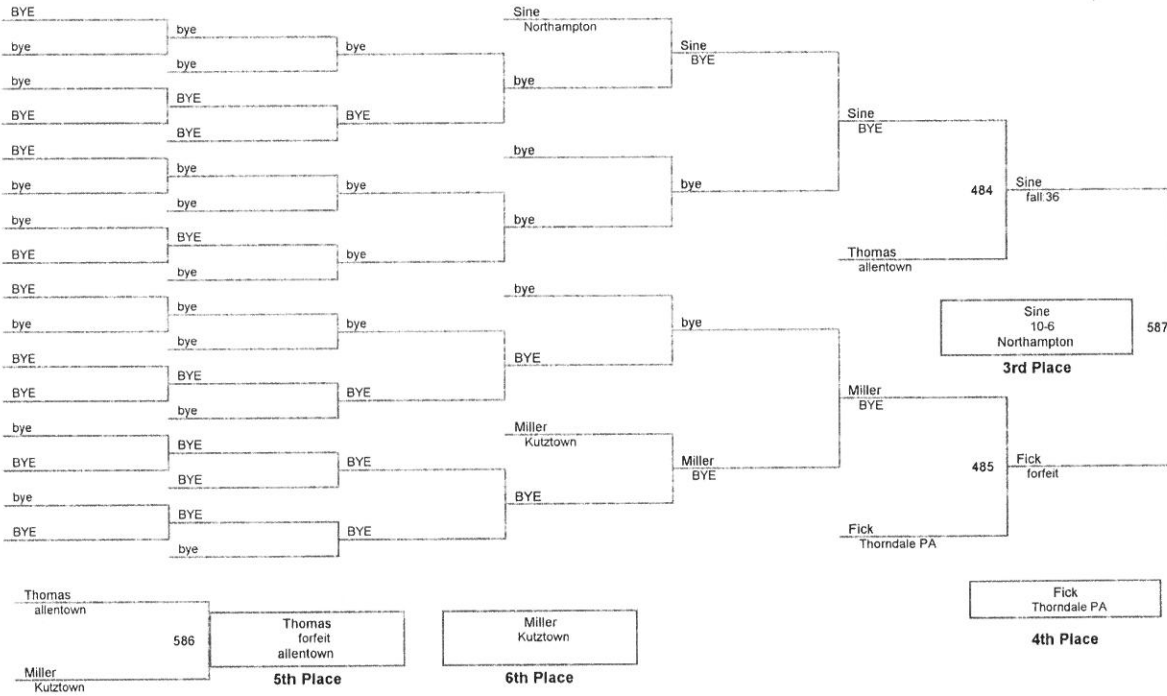 BYE
bye
bye
BYE
BYE
bye
bye
BYE
BYE
bye
BYE
BYE
bye
BYE
bye
BYE
bye
bye
BYE
BYE
bye
bye
BYE
bye
bye
bye
BYE
bye
BYE
BYE
BYE
bye
bye
BYE
bye
bye
bye
BYE
BYE
BYE
Sine
Northampton
bye
bye
bye
bye
BYE
Miller
Kutztown
BYE
Sine
BYE
bye
bye
Miller
BYE
Sine
BYE
Thomas
allentown
Miller
BYE
Fick
Thorndale PA
484
Sine
fall:36
485
Fick
forfeit
Sine
10-6
Northampton
587
3rd Place
Fick
Thorndale PA
4th Place
Thomas
allentown
586
Miller
Kutztown
Thomas
forfeit
allentown
5th Place
Miller
Kutztown
6th Place